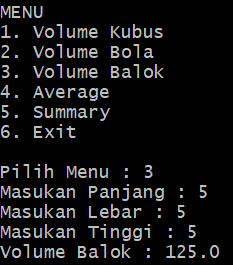 MENU
1. Volume Kubus
2. Volume Bola
3. Volume Balok
4. Average
5. Summary
6. Exit
Pilih Menu : 3
Masukan Panjang : 5
Masukan Lebar : 5
Masukan Tinggi : 5
Volume Balok : 125.0